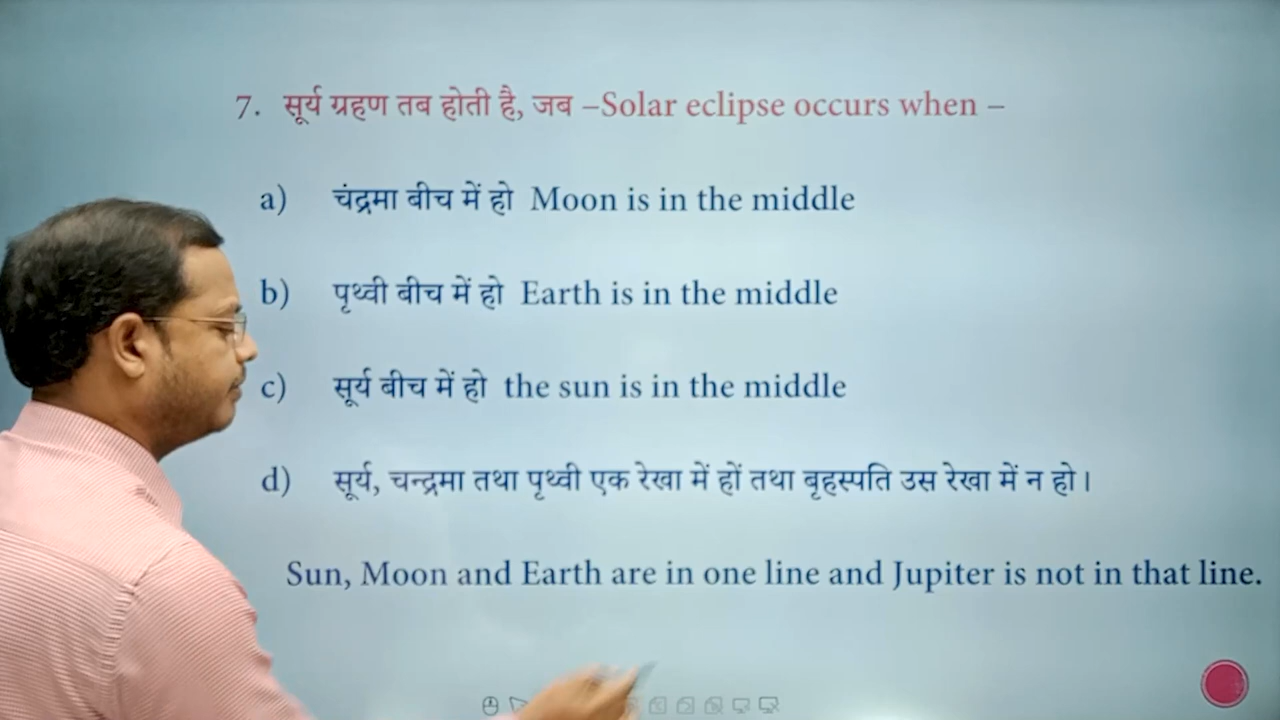 7. सूर्य ग्रहण तब होती है, जब –Solar eclipse occurs when –
a) चंद्रमा बीच में हो Moon is in the middle
b) पृथ्वी बीच में हो Earth is in the middle
c) सूर्य बीच में हो the sun is in the middle
d) सूर्य, चन्द्रमा तथा पृथ्वी एक रेखा में हों तथा बृहस्पति उस रेखा में न हो।
Sun, Moon and Earth are in one line and Jupiter is not in that line.